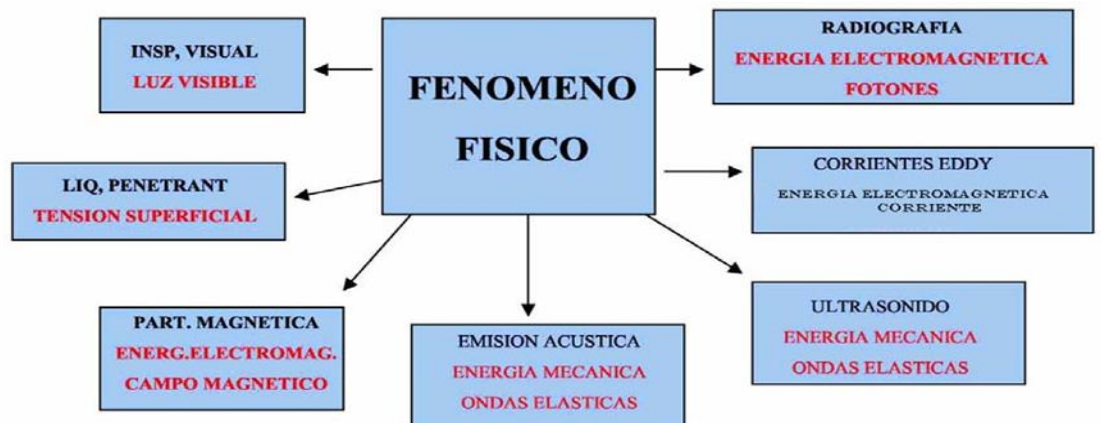 FENOMENO
FISICO
INSP, VISUAL
LUZ VISIBLE
RADIOGRAFIA
ENERGIA ELECTROMAGNETICA
FOTONES
LIQ, PENETRANT
TENSION SUPERFICIAL
CORRIENTES EDDY
ENERGIA ELECTROMAGNETICA
CORRIENTE
PART. MAGNETICA
ENERG.ELECTROMAG.
CAMPO MAGNETICO
EMISION ACUSTICA
ENERGIA MECANICA
ONDAS ELASTICAS
ULTRASONIDO
ENERGIA MECANICA
ONDAS ELASTICAS